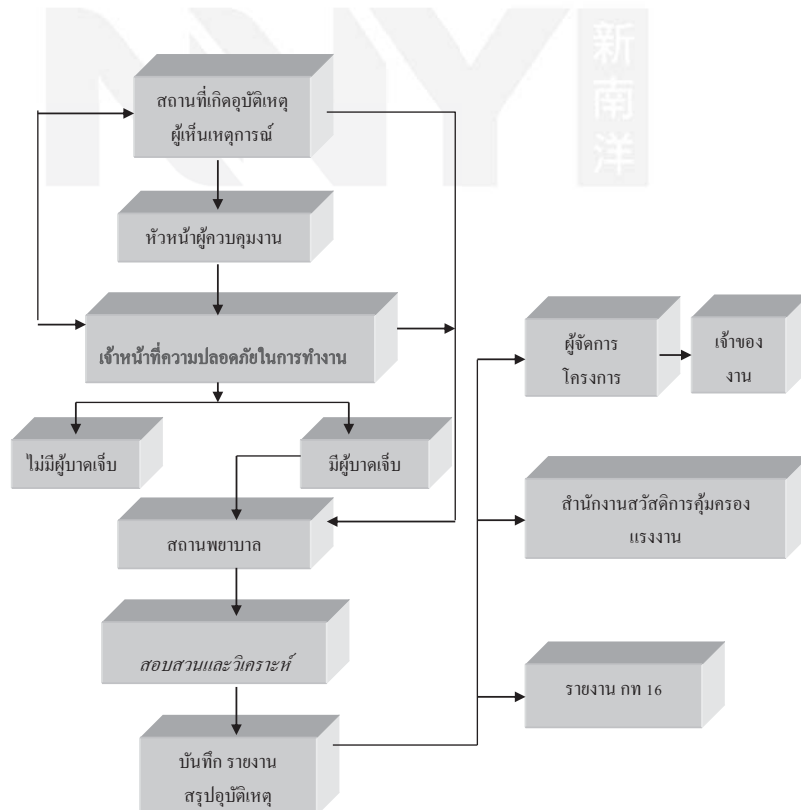 NNY
新
南
洋
สถานที่เกิดอุบัติเหตุ
ผู้เห็นเหตุการณ์
หัวหน้าผู้ควบคุมงาน
เจ้าหน้าที่ความปลอดภัยในการทำงาน
ไม่มีผู้บาดเจ็บ
มีผู้บาดเจ็บ
สถานพยาบาล
สอบสวนและวิเคราะห์
บันทึก รายงาน
สรุปอุบัติเหตุ
ผู้จัดการ
โครงการ
เจ้าของ
งาน
สำนักงานสวัสดิการคุ้มครอง
แรงงาน
รายงาน กท 16